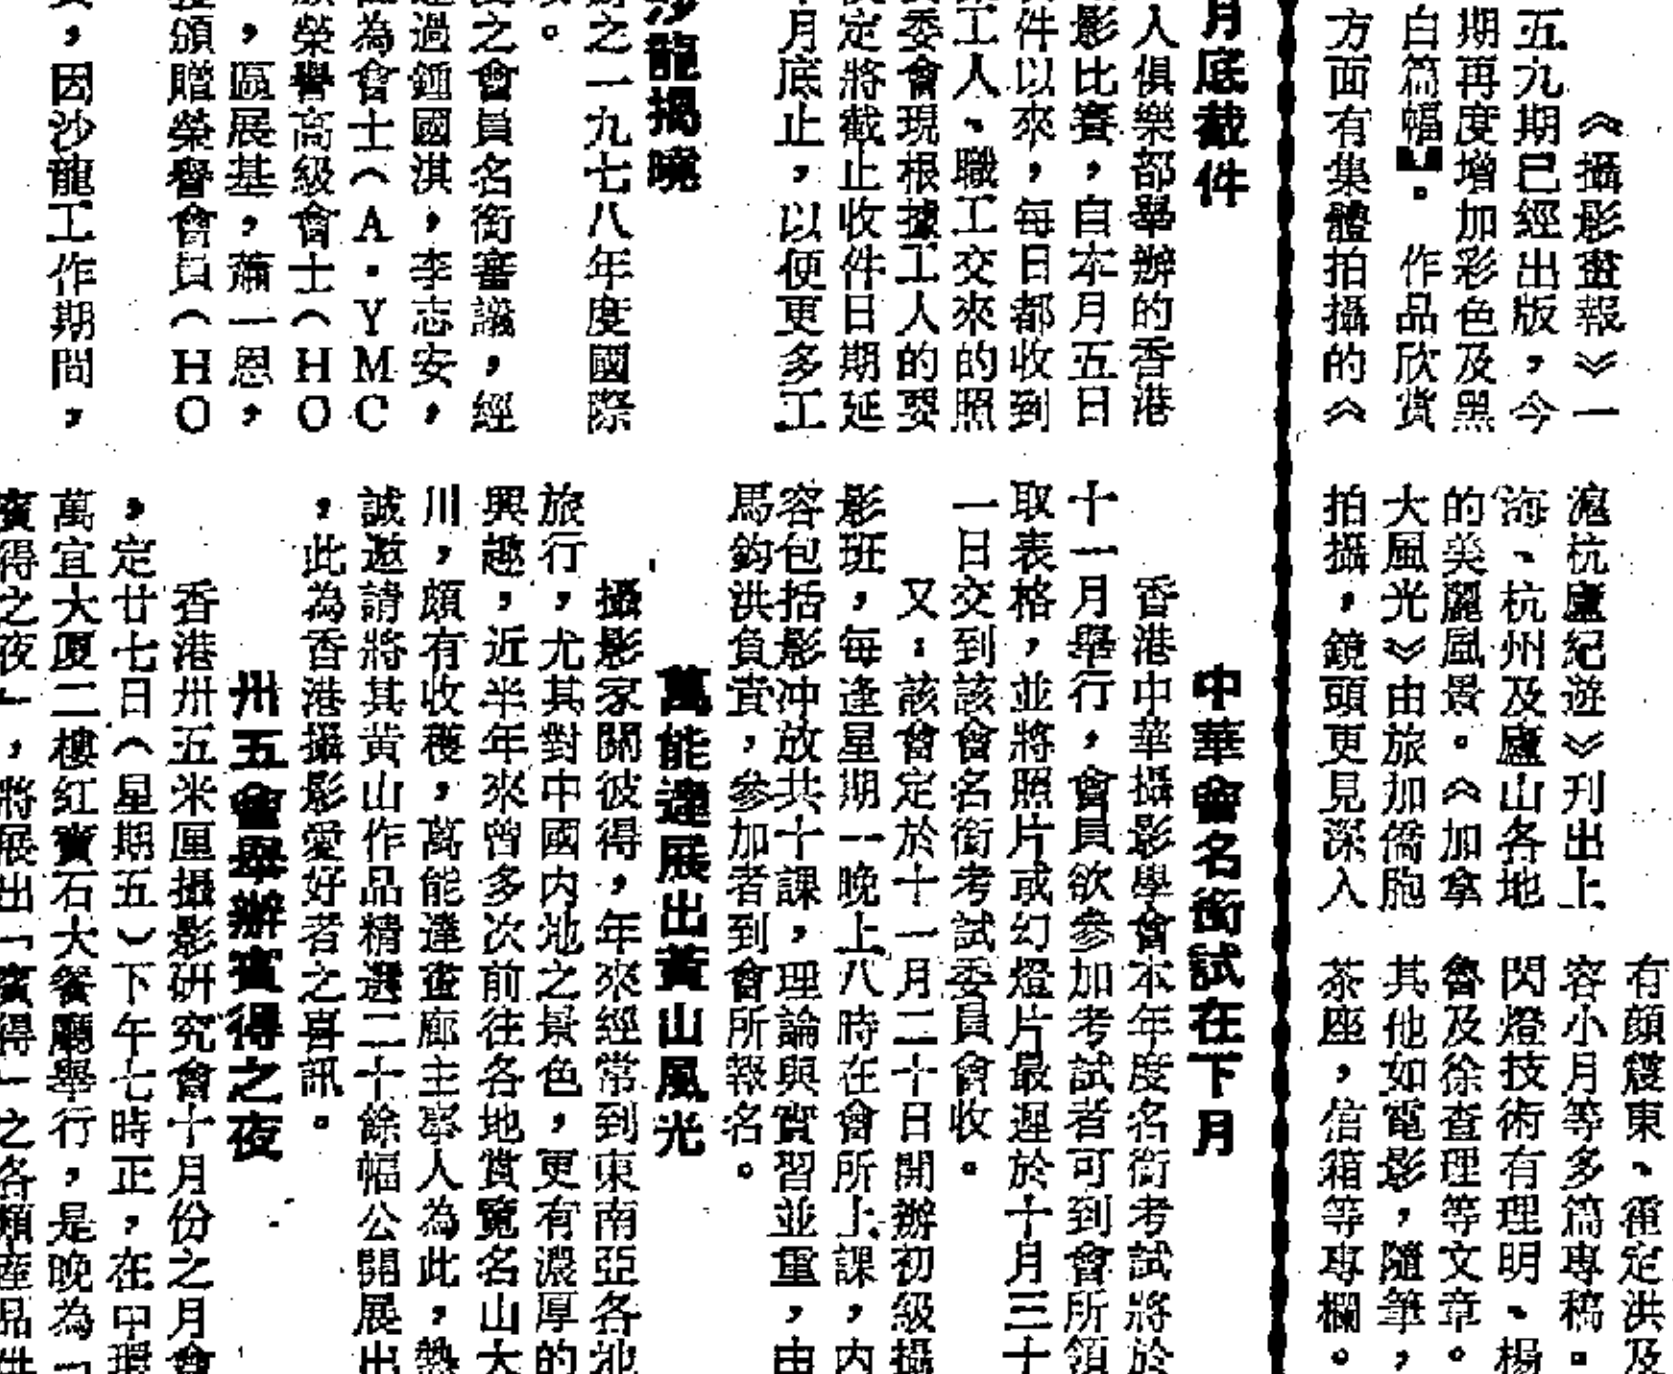 《攝影畫報》一
五九期已經出版，今
期再度增加彩色及黑
白篇幅。作品欣賞
方面有集體拍攝的《
滬杭廬紀遊》刋出上
海、杭州及廬山各地
的美麗風景。《加拿
大風光》由旅加僑胞
拍攝，鏡頭更見深入
有顏震東、霍定洪及
容小月等多篇專稿。
閃燈技術有理明、楊
魯及徐查理等文章。
其他如電影，隨筆，
茶座，信箱等專欄。
月底截件
人俱樂部舉辦的香港
影比賽，自本月五日
件以來，每日都收到
工人、職工交來的照
委會現根據工人的要
定將截止收件日期延
月底止，以便更多工
沙龍揭曉
之一九七八年度國際
。
之會員名銜審議，經
過鍾國淇，李志安，
為會士（A．YMC
榮譽高級會士（HO
，區展基，蕭一恩，
頒贈榮譽會員（HO
，因沙龍工作期間，
中華會名銜試在下月
香港中華攝影學會本年度名銜考試將於
十一月舉行，會員欲參加考試者可到會所領
取表格，並將照片或幻燈片最遲於十月三十
一日交到該會名銜考試委員會收。
又：該會定於十一月二十日開辦初級攝
影班，每逢星期一晚上八時在會所上課，內
容包括影沖放共十課，理論與實習並重，由
馬鈞洪負責，參加者到會所報名。
萬能達展出黃山風光
攝影家關彼得，年來經常到東南亞各地
旅行，尤其對中國内地之景色，更有濃厚的
興趣，近半年來曾多次前往各地賞覽名山大
川，頗有收穫，萬能達畫廊主宰人為此，熱
誠邀請將其黃山作品精選二十餘幅公開展出
，此為香港攝影愛好者之喜訊。
卅五會舉辦賓得之夜
香港卅五米厘攝影研究會十月份之月會
，定廿七日（星期五）下午七時正，在中環
萬宜大厦二樓紅寶石大餐廳舉行，是晚為「
賓得之夜」，將展出「賓得」之各類產品件